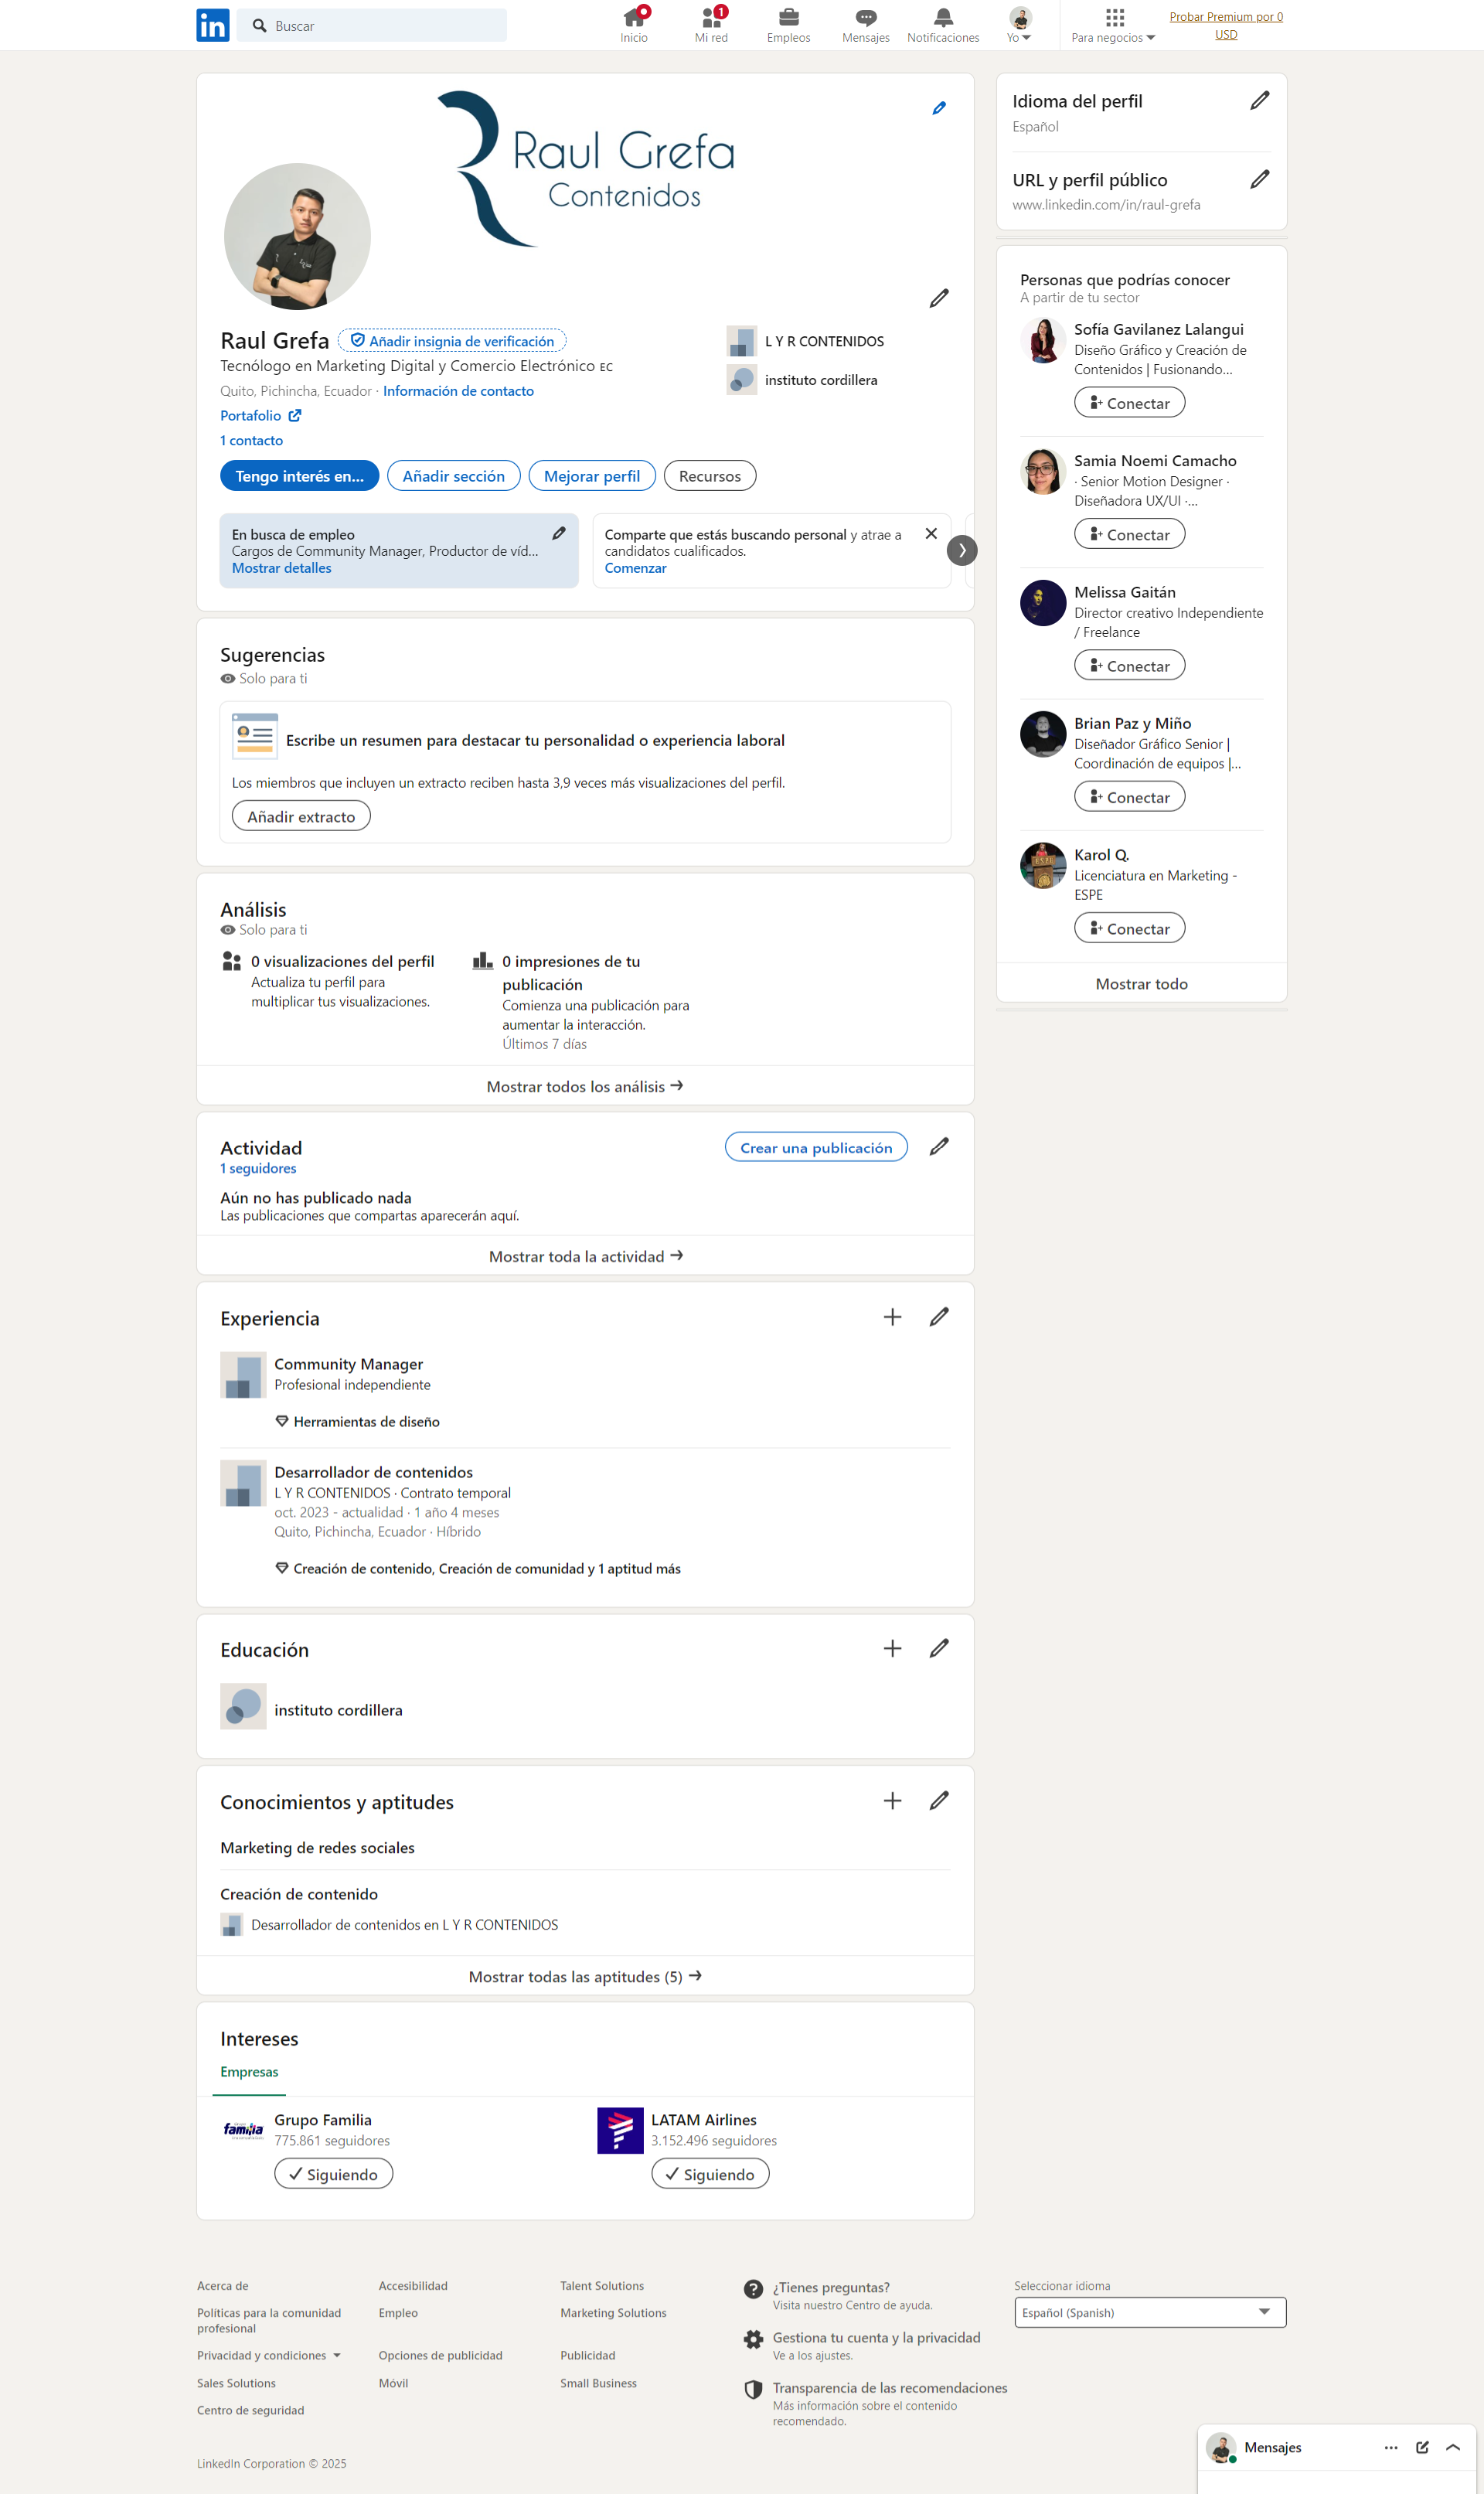 in
Buscar
Inicio
1
Mi red
Empleos
Mensajes
Notificaciones
Yo
Para negocios
Probar Premium por 0
USD
Raul Grefa
Contenidos
Raul Grefa
Añadir insignia de verificación
Tecnólogo en Marketing Digital y Comercio Electrónico EC
Quito, Pichincha, Ecuador · Información de contacto
Portafolio
1 contacto
L Y R CONTENIDOS
instituto cordillera
Tengo interés en...
Añadir sección
Mejorar perfil
Recursos
En busca de empleo
Cargos de Community Manager, Productor de víd...
Mostrar detalles
Comparte que estás buscando personal y atrae a
candidatos cualificados.
Comenzar
Sugerencias
Solo para ti
Escribe un resumen para destacar tu personalidad o experiencia laboral
Los miembros que incluyen un extracto reciben hasta 3,9 veces más visualizaciones del perfil.
Añadir extracto
Análisis
Solo para ti
0 visualizaciones del perfil
Actualiza tu perfil para
multiplicar tus visualizaciones.
0 impresiones de tu
publicación
Comienza una publicación para
aumentar la interacción.
Últimos 7 días
Mostrar todos los análisis
Actividad
1 seguidores
Crear una publicación
Aún no has publicado nada
Las publicaciones que compartas aparecerán aquí.
Mostrar toda la actividad
Experiencia
Community Manager
Profesional independiente
Herramientas de diseño
Desarrollador de contenidos
L Y R CONTENIDOS · Contrato temporal
oct. 2023 - actualidad · 1 año 4 meses
Quito, Pichincha, Ecuador · Híbrido
Creación de contenido, Creación de comunidad y 1 aptitud más
Educación
instituto cordillera
Conocimientos y aptitudes
Marketing de redes sociales
Creación de contenido
Desarrollador de contenidos en L Y R CONTENIDOS
Mostrar todas las aptitudes (5)
Intereses
Empresas
familia
Grupo Familia
775.861 seguidores
Siguiendo
LATAM Airlines
3.152.496 seguidores
Siguiendo
Idioma del perfil
Español
URL y perfil público
www.linkedin.com/in/raul-grefa
Personas que podrías conocer
A partir de tu sector
Sofía Gavilanez Lalangui
Diseño Gráfico y Creación de
Contenidos | Fusionando...
Conectar
Samia Noemi Camacho
· Senior Motion Designer ·
Diseñadora UX/UI ·...
Conectar
Melissa Gaitán
Director creativo Independiente
/ Freelance
Conectar
Brian Paz y Miño
Diseñador Gráfico Senior |
Coordinación de equipos |...
Conectar
Karol Q.
Licenciatura en Marketing -
ESPE
Conectar
Mostrar todo
Acerca de
Accesibilidad
Talent Solutions
Políticas para la comunidad
profesional
Empleo
Marketing Solutions
Privacidad y condiciones
Opciones de publicidad
Publicidad
Sales Solutions
Móvil
Small Business
Centro de seguridad
¿Tienes preguntas?
Visita nuestro Centro de ayuda.
Gestiona tu cuenta y la privacidad
Ve a los ajustes.
Transparencia de las recomendaciones
Más información sobre el contenido
recomendado.
Seleccionar idioma
Español (Spanish)
LinkedIn Corporation © 2025
Mensajes